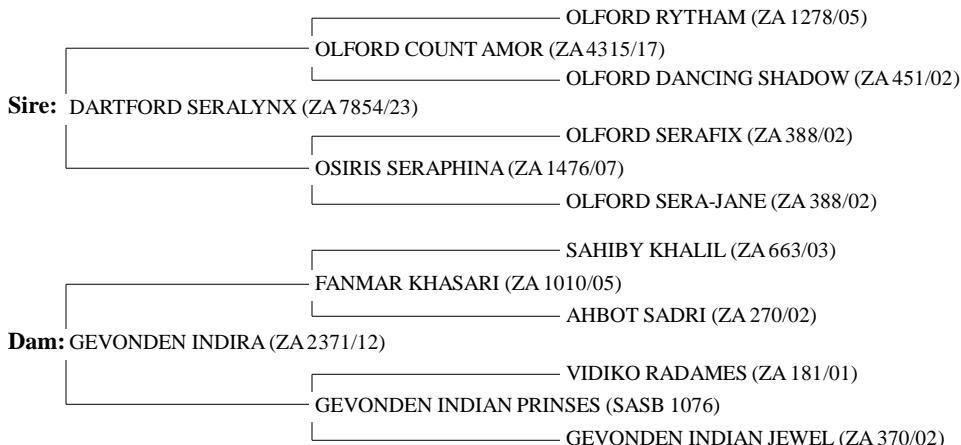 OLFORD RYTHAM (ZA 1278/05)
OLFORD COUNT AMOR (ZA 4315/17)
OLFORD DANCING SHADOW (ZA 451/02)
Sire: DARTFORD SERALYNX (ZA 7854/23)
OLFORD SERAFIX (ZA 388/02)
OSIRIS SERAPHINA (ZA 1476/07)
OLFORD SERA-JANE (ZA 388/02)
SAHIBY KHALIL (ZA 663/03)
FANMAR KHASARI (ZA 1010/05)
AHBOT SADRI (ZA 270/02)
Dam: GEVONDEN INDIRA (ZA 2371/12)
VIDIKO RADAMES (ZA 181/01)
GEVONDEN INDIAN PRINSES (SASB 1076)
GEVONDEN INDIAN JEWEL (ZA 370/02)